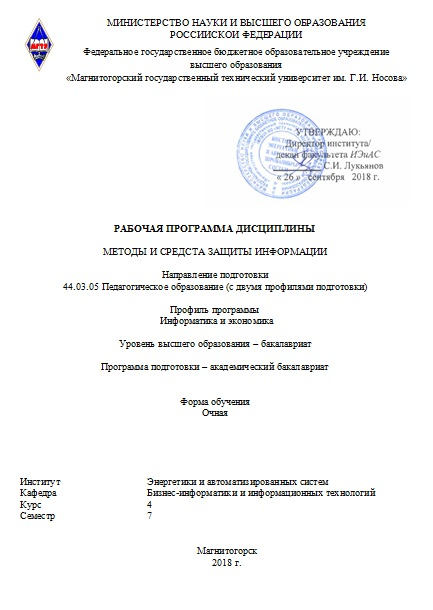 МИНИСТЕРСТВО НАУКИ И ВЫСШЕГО ОБРАЗОВАНИЯ
РОССИЙСКОЙ ФЕДЕРАЦИИ
Федеральное государственное бюджетное образовательное учреждение
высшего образования
«Магнитогорский государственный технический университет им. Г.И. Носова»
УТВЕРЖДАЮ:
Директор института/
декан факультета ИЭиАС
С.И. Лукьянов
« 26 » сентября 2018 г.
РАБОЧАЯ ПРОГРАММА ДИСЦИПЛИНЫ
МЕТОДЫ И СРЕДСТА ЗАЩИТЫ ИНФОРМАЦИИ
Направление подготовки
44.03.05 Педагогическое образование (с двумя профилями подготовки)
Профиль программы
Информатика и экономика
Уровень высшего образования – бакалавриат
Программа подготовки – академический бакалавриат
Форма обучения
Очная
Институт Энергетики и автоматизированных систем
Кафедра Бизнес-информатики и информационных технологий
Курс 4
Семестр 7
Магнитогорск
2018 г.